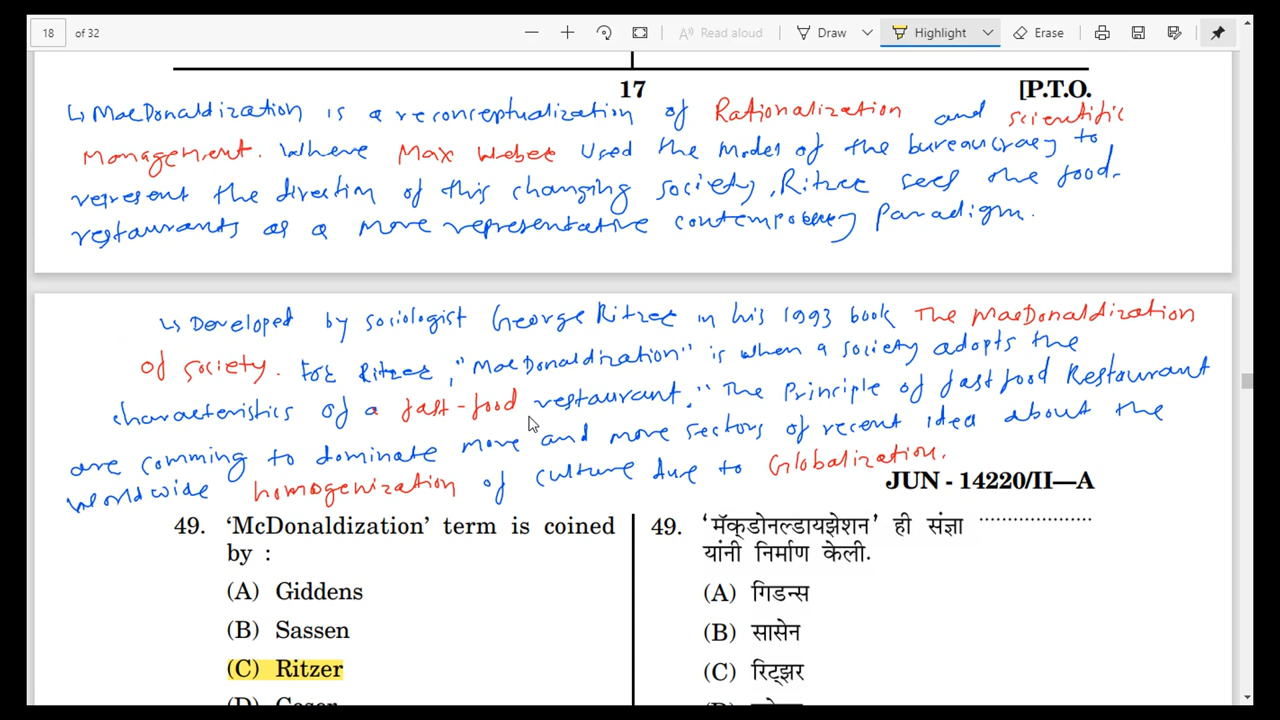 18 of 32
Read aloud
Draw
Highlight
Erase
17
[P.T.O.
↳ MacDonaldization is a reconceptualization of Rationalization and scientific
Management. Where Max Weber used the Model of the bureaucracy to
represent the direction of this changing society, Ritzer sees the food-
restaurants as a more representative contemporary Paradigm.
↳ Developed by sociologist George Ritzer in his 1993 book The MacDonaldization
of society. For Ritzer, "MacDonaldization" is when a society adopts the
characteristics of a fast-food restaurant." The Principle of fastfood Restaurant
are comming to dominate more and more sectors of recent idea about the
worldwide homogenization of culture due to Globalization.
JUN - 14220/II—A
49. 'McDonaldization' term is coined
by :
(A) Giddens
(B) Sassen
(C) Ritzer
49. 'मॅक्डोनल्डायझेशन' ही संज्ञा ....................
यांनी निर्माण केली.
(A) गिडन्स
(B) सासेन
(C) रिट्झर